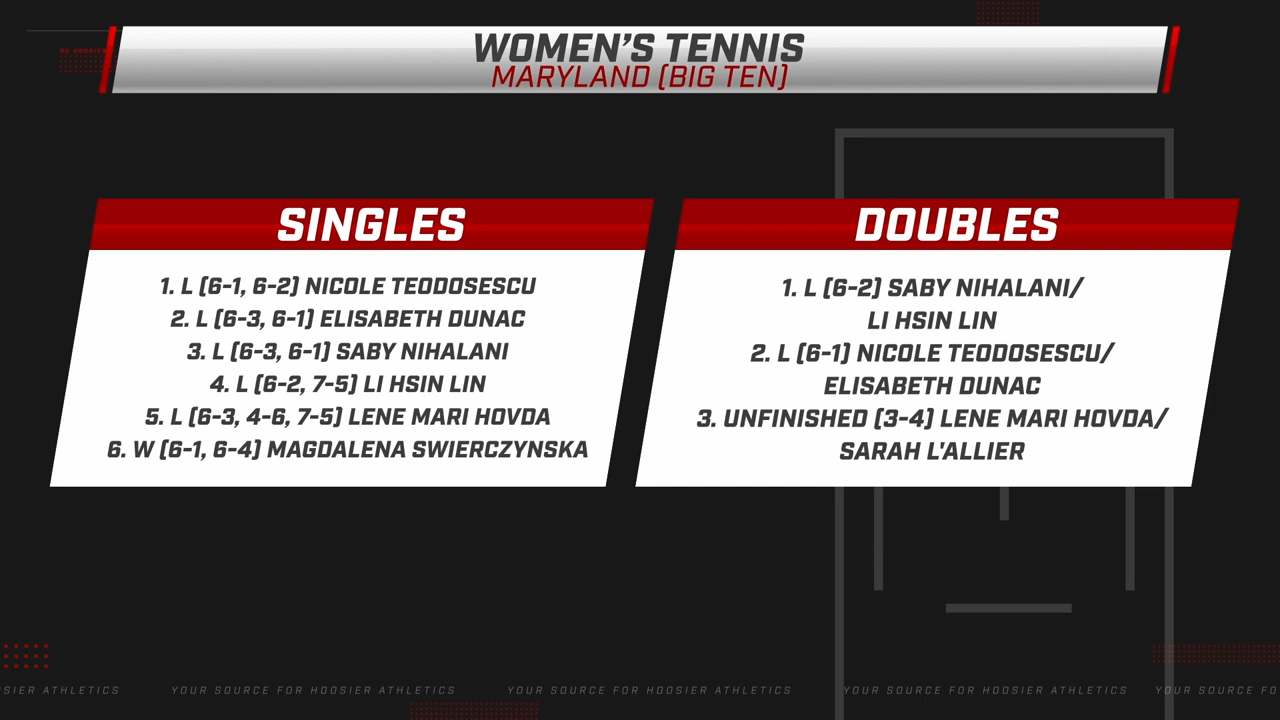 WOMEN'S TENNIS
MARYLAND (BIG TEN)
SINGLES
1. L (6-1, 6-2) NICOLE TEODOSESCU
2. L (6-3, 6-1) ELISABETH DUNAC
3. L (6-3, 6-1) SABY NIHALANI
4. L (6-2, 7-5) LI HSIN LIN
5. L (6-3, 4-6, 7-5) LENE MARI HOVDA
6. W (6-1, 6-4) MAGDALENA SWIERCZYNSKA
DOUBLES
1. L (6-2) SABY NIHALANI/
LI HSIN LIN
2. L (6-1) NICOLE TEODOSESCU/
ELISABETH DUNAC
3. UNFINISHED (3-4) LENE MARI HOVDA/
SARAH L'ALLIER
SIER ATHLETICS YOUR SOURCE FOR HOOSIER ATHLETICS YOUR SOURCE FOR HOOSIER ATHLETICS YOUR SOURCE FOR HOOSIER ATHLETICS YOUR SOURCE FO